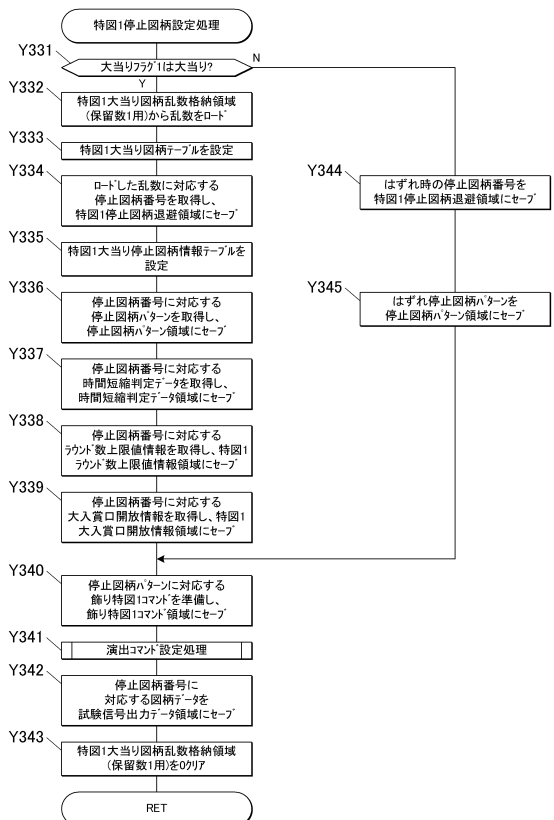 特図1停止図柄設定処理
Y331
大当りフラグ1は大当り?
N
Y
Y332
特図1大当り図柄乱数格納領域
(保留数1用)から乱数をロード
Y333
特図1大当り図柄テーブルを設定
Y334
ロードした乱数に対応する
停止図柄番号を取得し、
特図1停止図柄退避領域にセーブ
Y335
特図1大当り停止図柄情報テーブルを
設定
Y336
停止図柄番号に対応する
停止図柄パターンを取得し、
停止図柄パターン領域にセーブ
Y337
停止図柄番号に対応する
時間短縮判定データを取得し、
時間短縮判定データ領域にセーブ
Y338
停止図柄番号に対応する
ラウンド数上限値情報を取得し、特図1
ラウンド数上限値情報領域にセーブ
Y339
停止図柄番号に対応する
大入賞口開放情報を取得し、特図1
大入賞口開放情報領域にセーブ
Y344
はずれ時の停止図柄番号を
特図1停止図柄退避領域にセーブ
Y345
はずれ停止図柄パターンを
停止図柄パターン領域にセーブ
Y340
停止図柄パターンに対応する
飾り特図1コマンドを準備し、
飾り特図1コマンド領域にセーブ
Y341
演出コマンド設定処理
Y342
停止図柄番号に
対応する図柄データを
試験信号出力データ領域にセーブ
Y343
特図1大当り図柄乱数格納領域
(保留数1用)を0クリア
RET